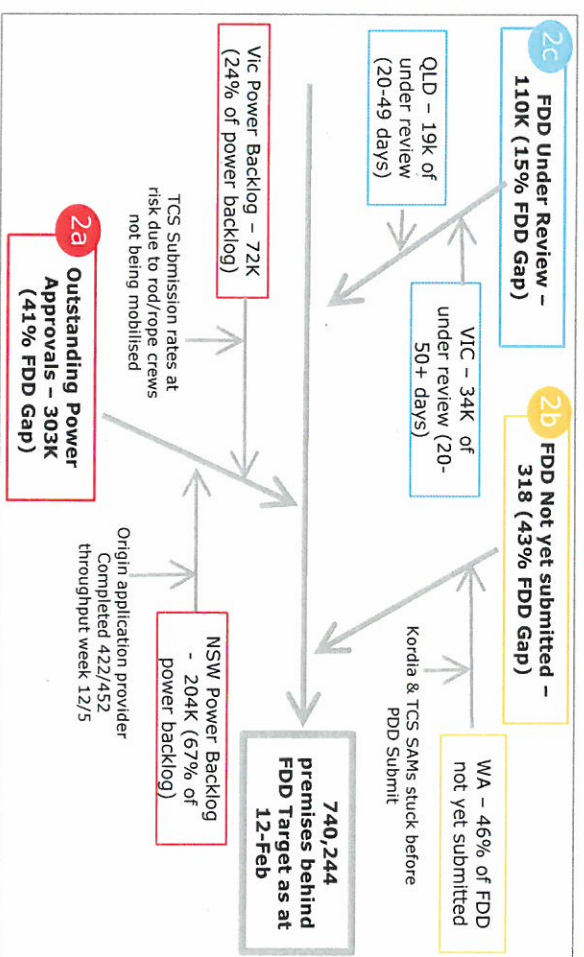 2c
FDD Under Review –
110K (15% FDD Gap)
QLD – 19k of
under review
(20-49 days)
VIC – 34K of
under review (20-
50+ days)
2b
FDD Not yet submitted –
318 (43% FDD Gap)
WA – 46% of FDD
not yet submitted
Kordia & TCS SAMs stuck before
PDD Submit
740,244
premises behind
FDD Target as at
12-Feb
Vic Power Backlog – 72K
(24% of power backlog)
TCS Submission rates at
risk due to rod/rope crews
not being mobilised
2a
Outstanding Power
Approvals – 303K
(41% FDD Gap)
NSW Power Backlog
- 204K (67% of
power backlog)
Origin application provider
Completed 422/452
throughput week 12/5